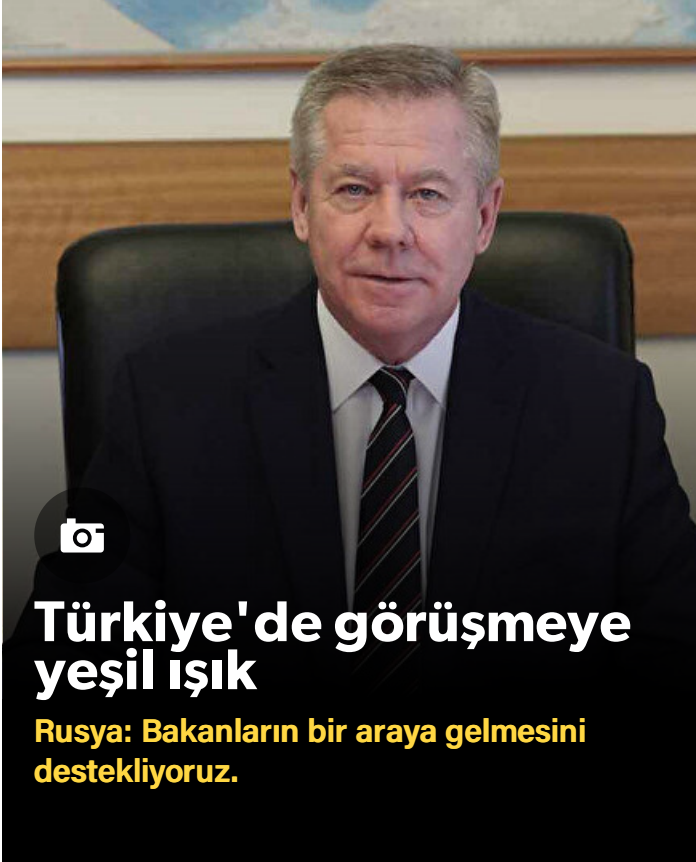 Türkiye'de görüşmeye
yeşil ışık
Rusya: Bakanların bir araya gelmesini
destekliyoruz.